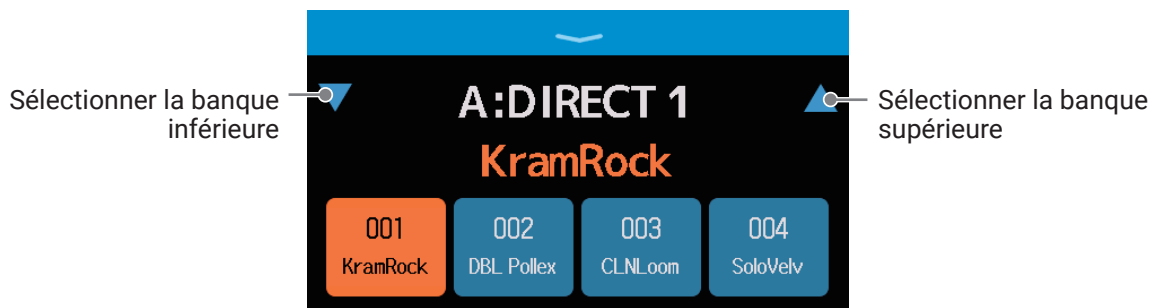 Sélectionner la banque
inférieure
A:DIRECT 1
Sélectionner la banque
supérieure
KramRock
001
KramRock
002
DBL Pollex
003
CLNLoom
004
SoloVelv